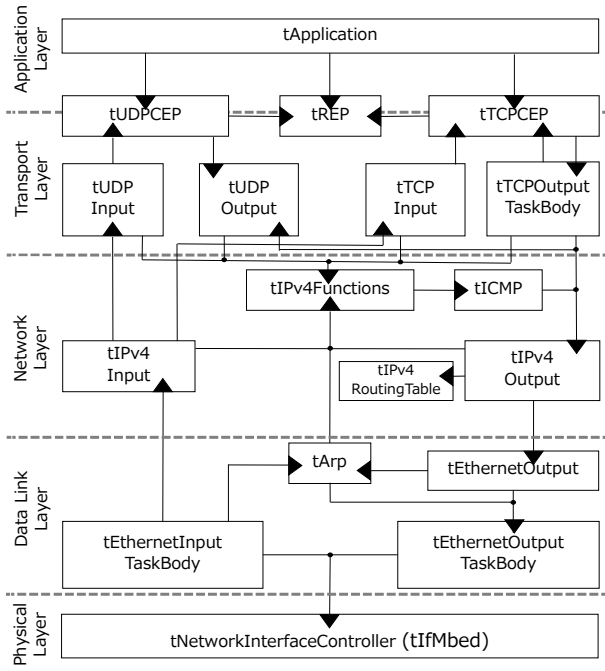 Application
Layer
tApplication
tUDPCEP
tREP
tTCPCEP
Transport
Layer
tUDP
Input
tUDP
Output
tTCP
Input
tTCPOutput
TaskBody
Network
Layer
tIPv4Functions
tICMP
tIPv4
Input
tIPv4
RoutingTable
tIPv4
Output
Data Link
Layer
tArp
tEthernetOutput
tEthernetInput
TaskBody
tEthernetOutput
TaskBody
Physical
Layer
tNetworkInterfaceController (tIfMbed)